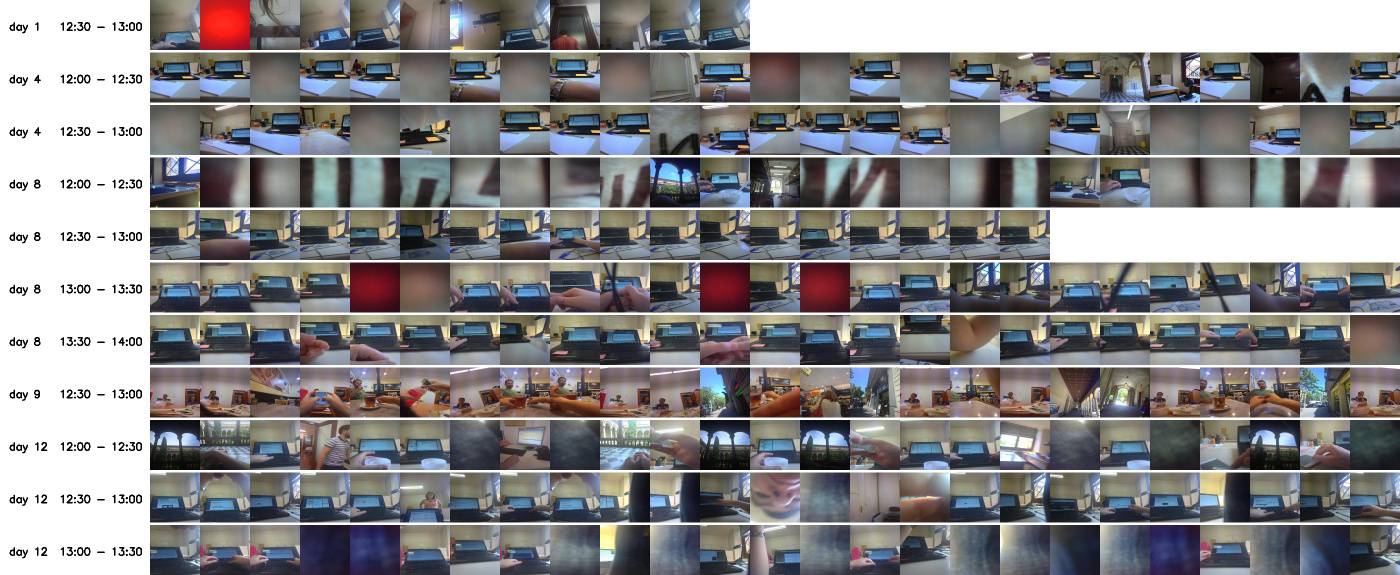 day 1 12:30 – 13:00
day 4 12:00 – 12:30
day 4 12:30 – 13:00
day 8 12:00 – 12:30
day 8 12:30 – 13:00
day 8 13:00 – 13:30
day 8 13:30 – 14:00
day 9 12:30 – 13:00
day 12 12:00 – 12:30
day 12 12:30 – 13:00
day 12 13:00 – 13:30